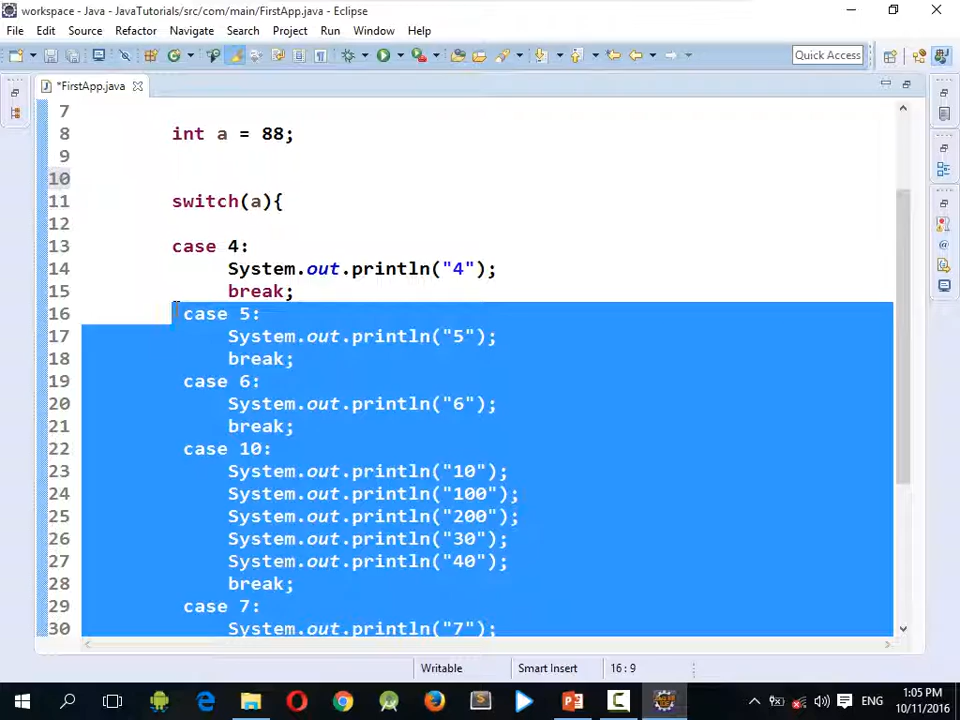 workspace - Java - JavaTutorials/src/com/main/FirstApp.java - Eclipse
File Edit Source Refactor Navigate Search Project Run Window Help
Quick Access
*FirstApp.java
7
8 int a = 88;
9
10
11 switch(a){
12
13 case 4:
14 System.out.println("4");
15 break;
16 case 5:
17 System.out.println("5");
18 break;
19 case 6:
20 System.out.println("6");
21 break;
22 case 10:
23 System.out.println("10");
24 System.out.println("100");
25 System.out.println("200");
26 System.out.println("30");
27 System.out.println("40");
28 break;
29 case 7:
30 System.out.println("7");
Writable Smart Insert 16 : 9
ENG
1:05 PM
10/11/2016